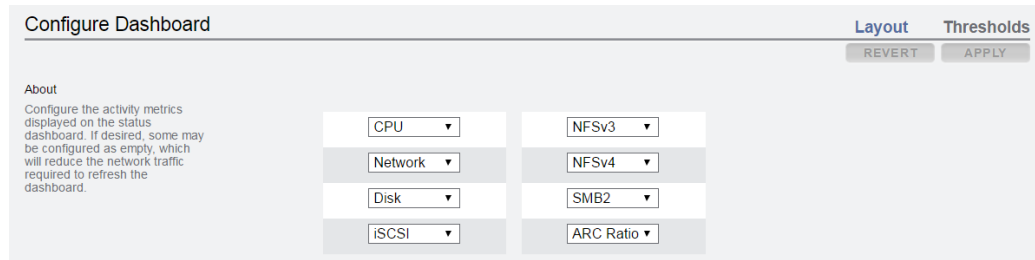 Configure Dashboard
Layout Thresholds
REVERT APPLY
About
Configure the activity metrics
displayed on the status
dashboard. If desired, some may
be configured as empty, which
will reduce the network traffic
required to refresh the
dashboard.
CPU NFSv3
Network NFSv4
Disk SMB2
iSCSI ARC Ratio